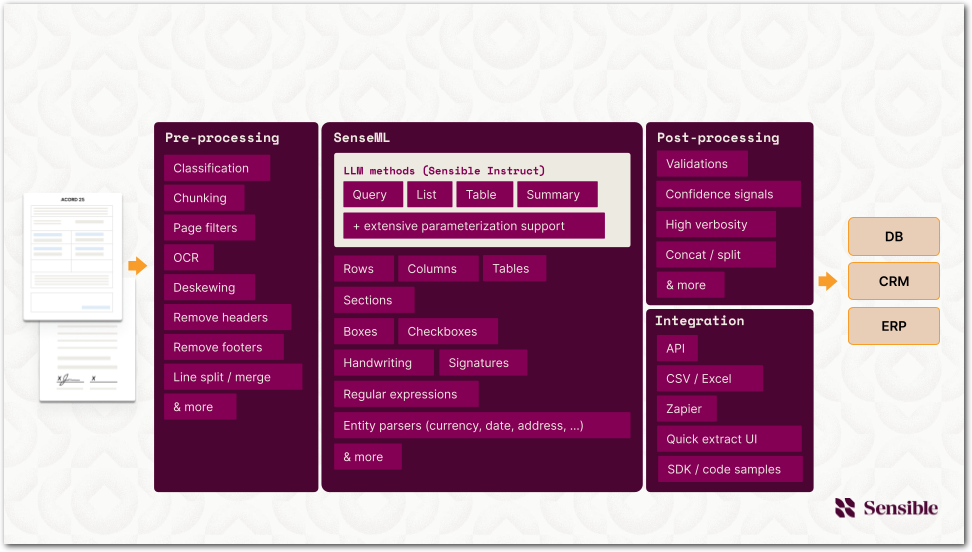 ACORD 25
x x
Pre-processing
Classification
Chunking
Page filters
OCR
Deskewing
Remove headers
Remove footers
Line split / merge
& more
SenseML
LLM methods (Sensible Instruct)
Query List Table Summary
+ extensive parameterization support
Rows Columns Tables
Sections
Boxes Checkboxes
Handwriting Signatures
Regular expressions
Entity parsers (currency, date, address, ...)
& more
Post-processing
Validations
Confidence signals
High verbosity
Concat / split
& more
Integration
API
CSV / Excel
Zapier
Quick extract UI
SDK / code samples
DB
CRM
ERP
Sensible